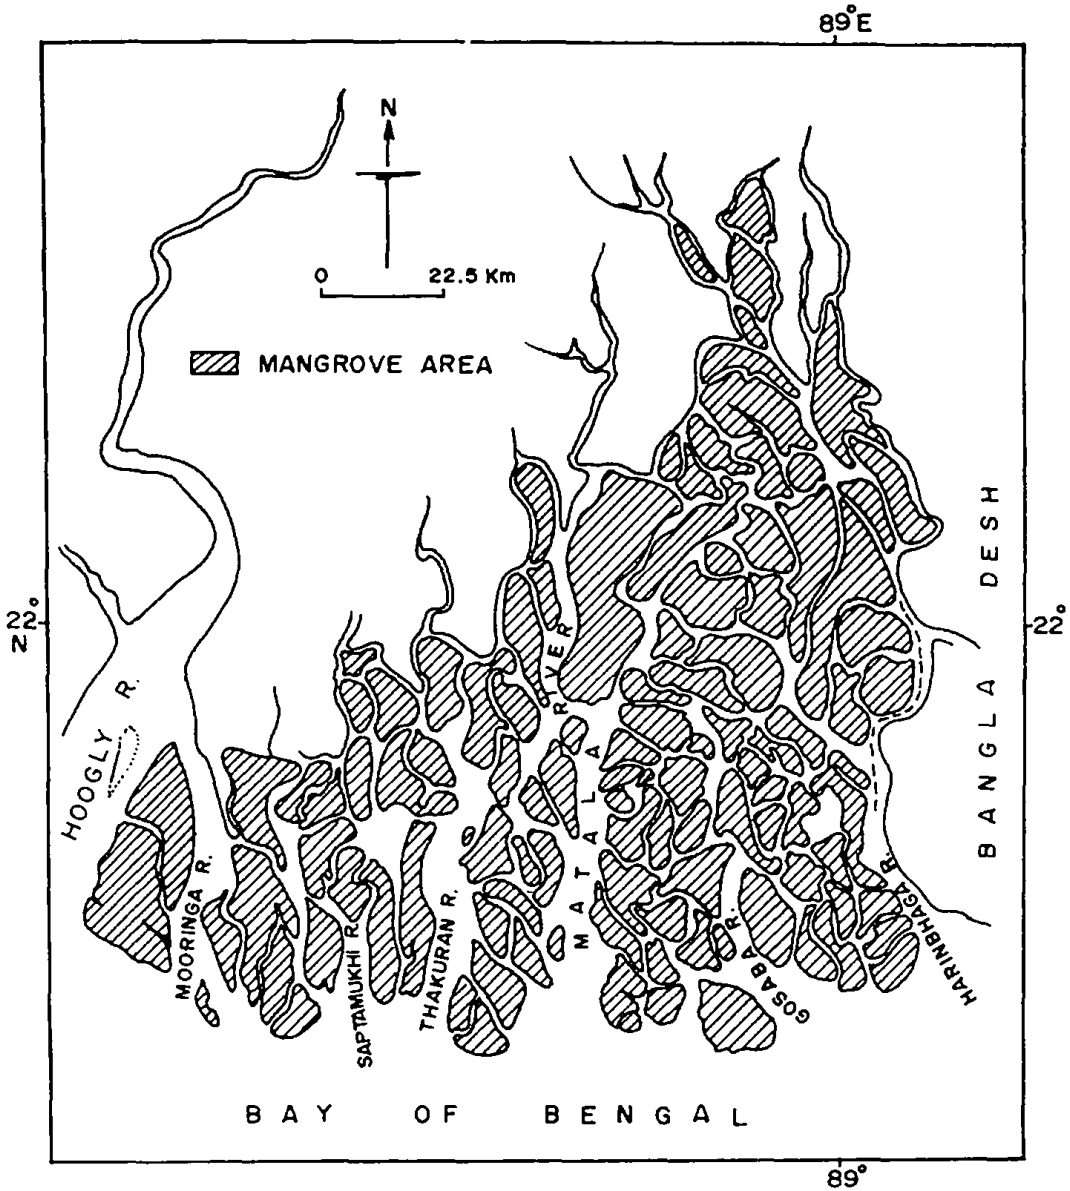 89°E
N
0 22.5 Km
MANGROVE AREA
BANGLA DESH
22°
N
22°
RIVER
MATALA
HOOGLY R.
MOORINGA R.
SAPTAMUKHI R.
THAKURAN R.
GOSABA R.
HARINBHAGA R.
BAY OF BENGAL
89°